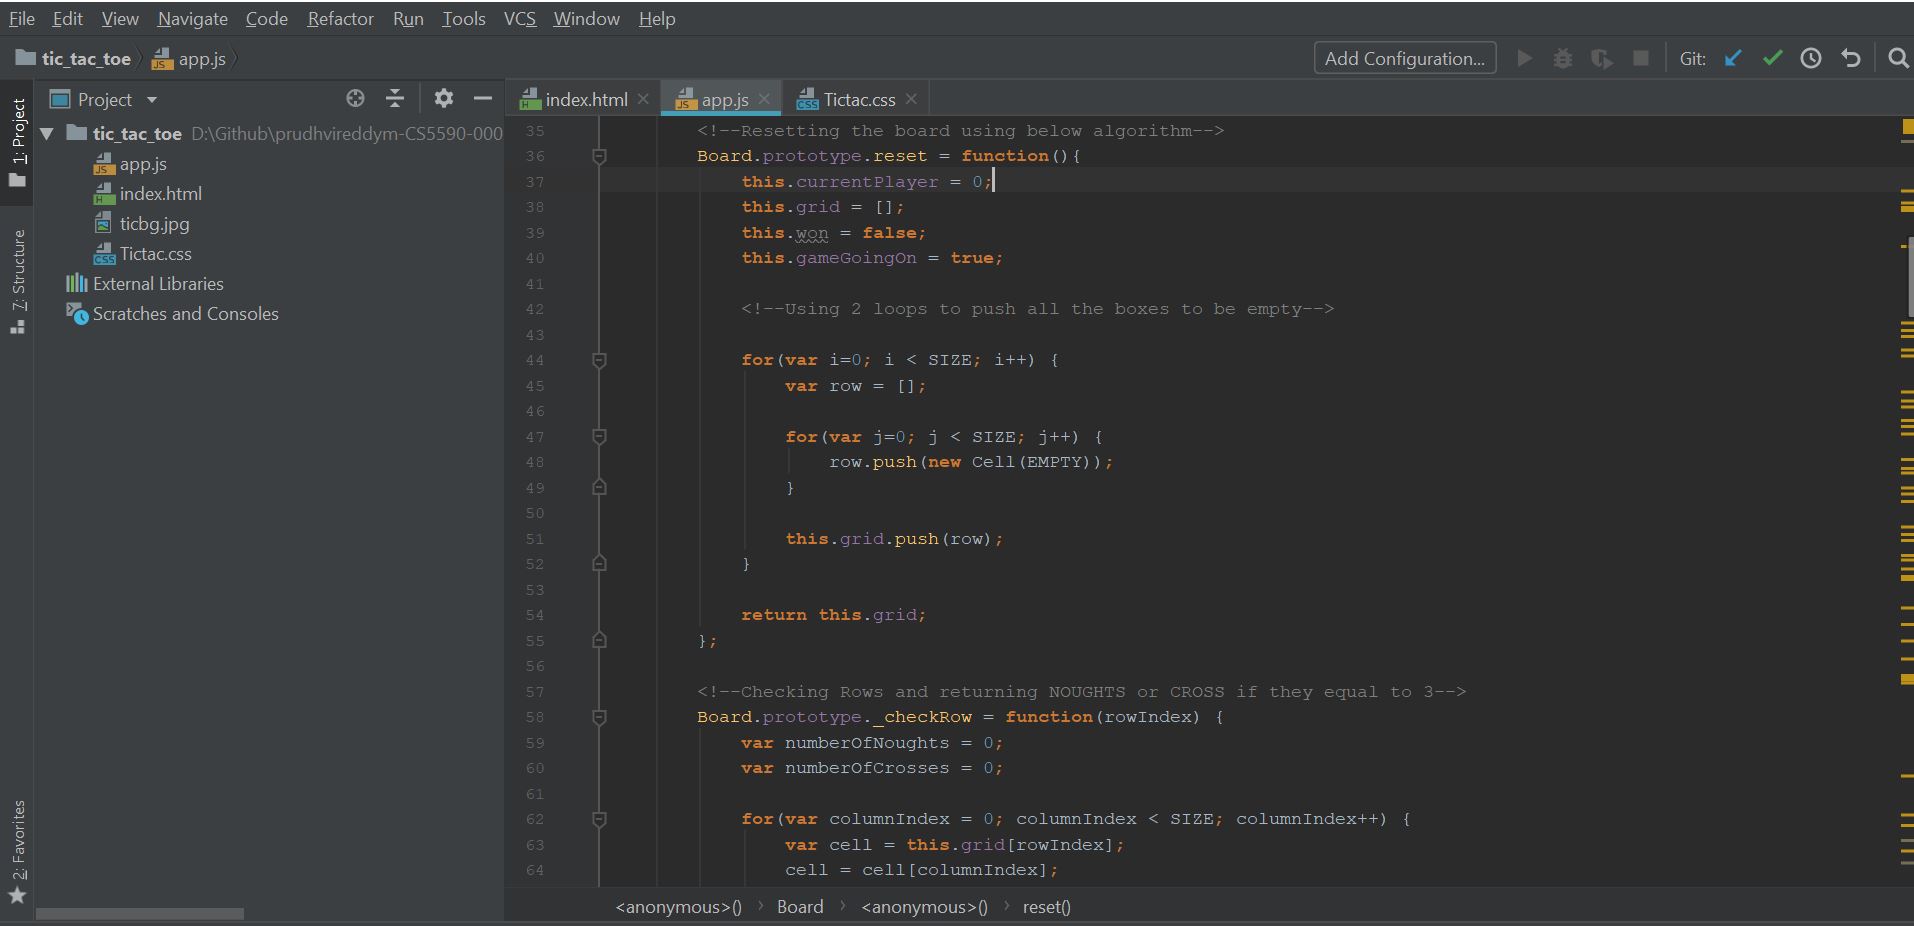 File Edit View Navigate Code Refactor Run Tools VCS Window Help
tic_tac_toe app.js Add Configuration... Git:
1: Project
7: Structure
2: Favorites
Project
tic_tac_toe D:\Github\prudhvireddym-CS5590-000
app.js
index.html
ticbg.jpg
Tictac.css
External Libraries
Scratches and Consoles
index.html app.js Tictac.css
35 <!--Resetting the board using below algorithm-->
36 Board.prototype.reset = function(){
37 this.currentPlayer = 0;
38 this.grid = [];
39 this.won = false;
40 this.gameGoingOn = true;
41
42 <!--Using 2 loops to push all the boxes to be empty-->
43
44 for(var i=0; i < SIZE; i++) {
45 var row = [];
46
47 for(var j=0; j < SIZE; j++) {
48 row.push(new Cell(EMPTY));
49 }
50
51 this.grid.push(row);
52 }
53
54 return this.grid;
55 };
56
57 <!--Checking Rows and returning NOUGHTS or CROSS if they equal to 3-->
58 Board.prototype._checkRow = function(rowIndex) {
59 var numberOfNoughts = 0;
60 var numberOfCrosses = 0;
61
62 for(var columnIndex = 0; columnIndex < SIZE; columnIndex++) {
63 var cell = this.grid[rowIndex];
64 cell = cell[columnIndex];
<anonymous>() Board <anonymous>() reset()